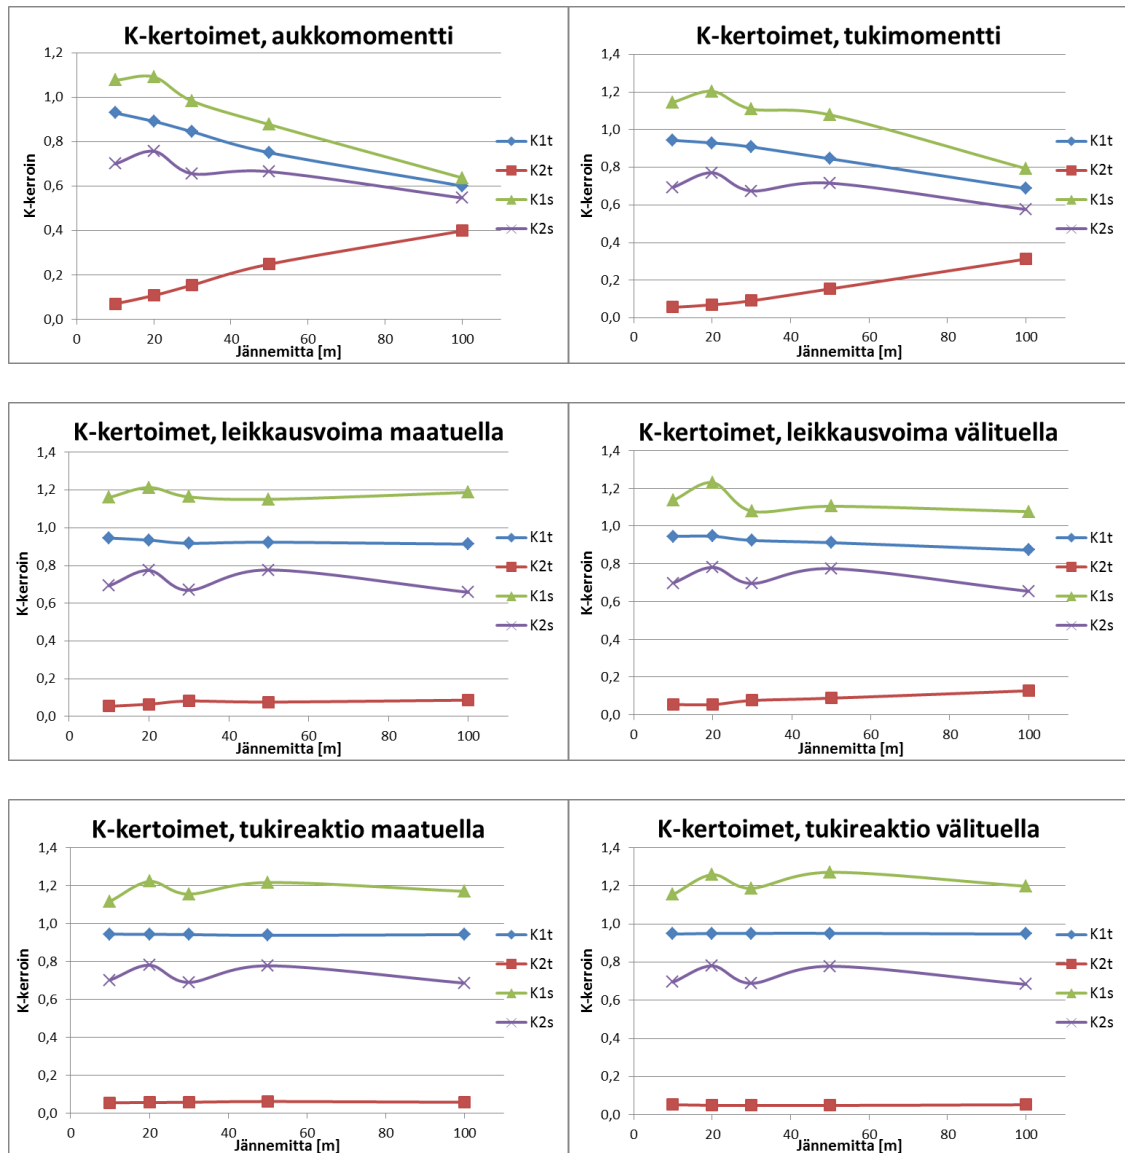 K-kertoimet, aukkomomentti
1,2
1,0
0,8
0,6
0,4
0,2
0,0
K-kerroin
0 20 40 60 80 100
Jännemitta [m]
K1t
K2t
K1s
K2s
K-kertoimet, tukimomentti
1,4
1,2
1,0
0,8
0,6
0,4
0,2
0,0
K-kerroin
0 20 40 60 80 100
Jännemitta [m]
K1t
K2t
K1s
K2s
K-kertoimet, leikkausvoima maatuella
1,4
1,2
1,0
0,8
0,6
0,4
0,2
0,0
K-kerroin
0 20 40 60 80 100
Jännemitta [m]
K1t
K2t
K1s
K2s
K-kertoimet, leikkausvoima välituella
1,4
1,2
1,0
0,8
0,6
0,4
0,2
0,0
K-kerroin
0 20 40 60 80 100
Jännemitta [m]
K1t
K2t
K1s
K2s
K-kertoimet, tukireaktio maatuella
1,4
1,2
1,0
0,8
0,6
0,4
0,2
0,0
K-kerroin
0 20 40 60 80 100
Jännemitta [m]
K1t
K2t
K1s
K2s
K-kertoimet, tukireaktio välituella
1,4
1,2
1,0
0,8
0,6
0,4
0,2
0,0
K-kerroin
0 20 40 60 80 100
Jännemitta [m]
K1t
K2t
K1s
K2s